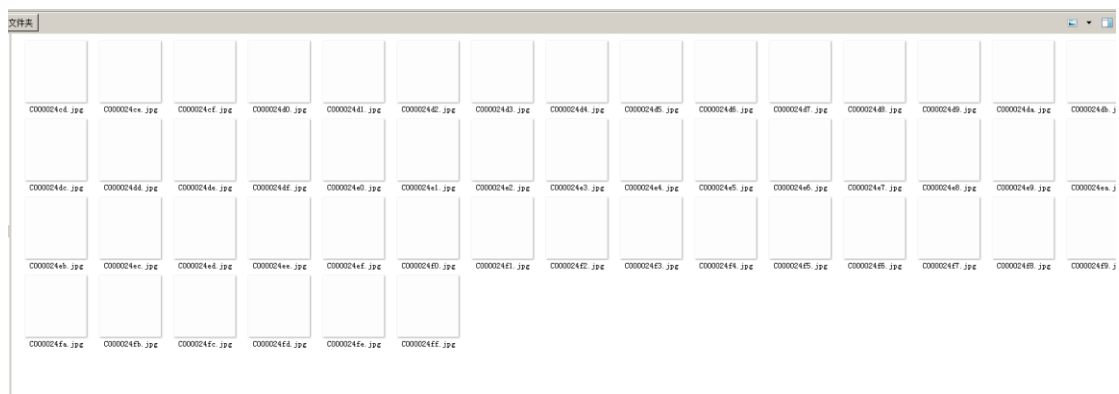 文件夹
C000024cd.jpg C000024ce.jpg C000024cf.jpg C000024d0.jpg C000024d1.jpg C000024d2.jpg C000024d3.jpg C000024d4.jpg C000024d5.jpg C000024d6.jpg C000024d7.jpg C000024d8.jpg C000024d9.jpg C000024da.jpg C000024db.j
C000024dc.jpg C000024dd.jpg C000024de.jpg C000024df.jpg C000024e0.jpg C000024e1.jpg C000024e2.jpg C000024e3.jpg C000024e4.jpg C000024e5.jpg C000024e6.jpg C000024e7.jpg C000024e8.jpg C000024e9.jpg C000024ea.j
C000024eb.jpg C000024ec.jpg C000024ed.jpg C000024ee.jpg C000024ef.jpg C000024f0.jpg C000024f1.jpg C000024f2.jpg C000024f3.jpg C000024f4.jpg C000024f5.jpg C000024f6.jpg C000024f7.jpg C000024f8.jpg C000024f9.j
C000024fa.jpg C000024fb.jpg C000024fc.jpg C000024fd.jpg C000024fe.jpg C000024ff.jpg